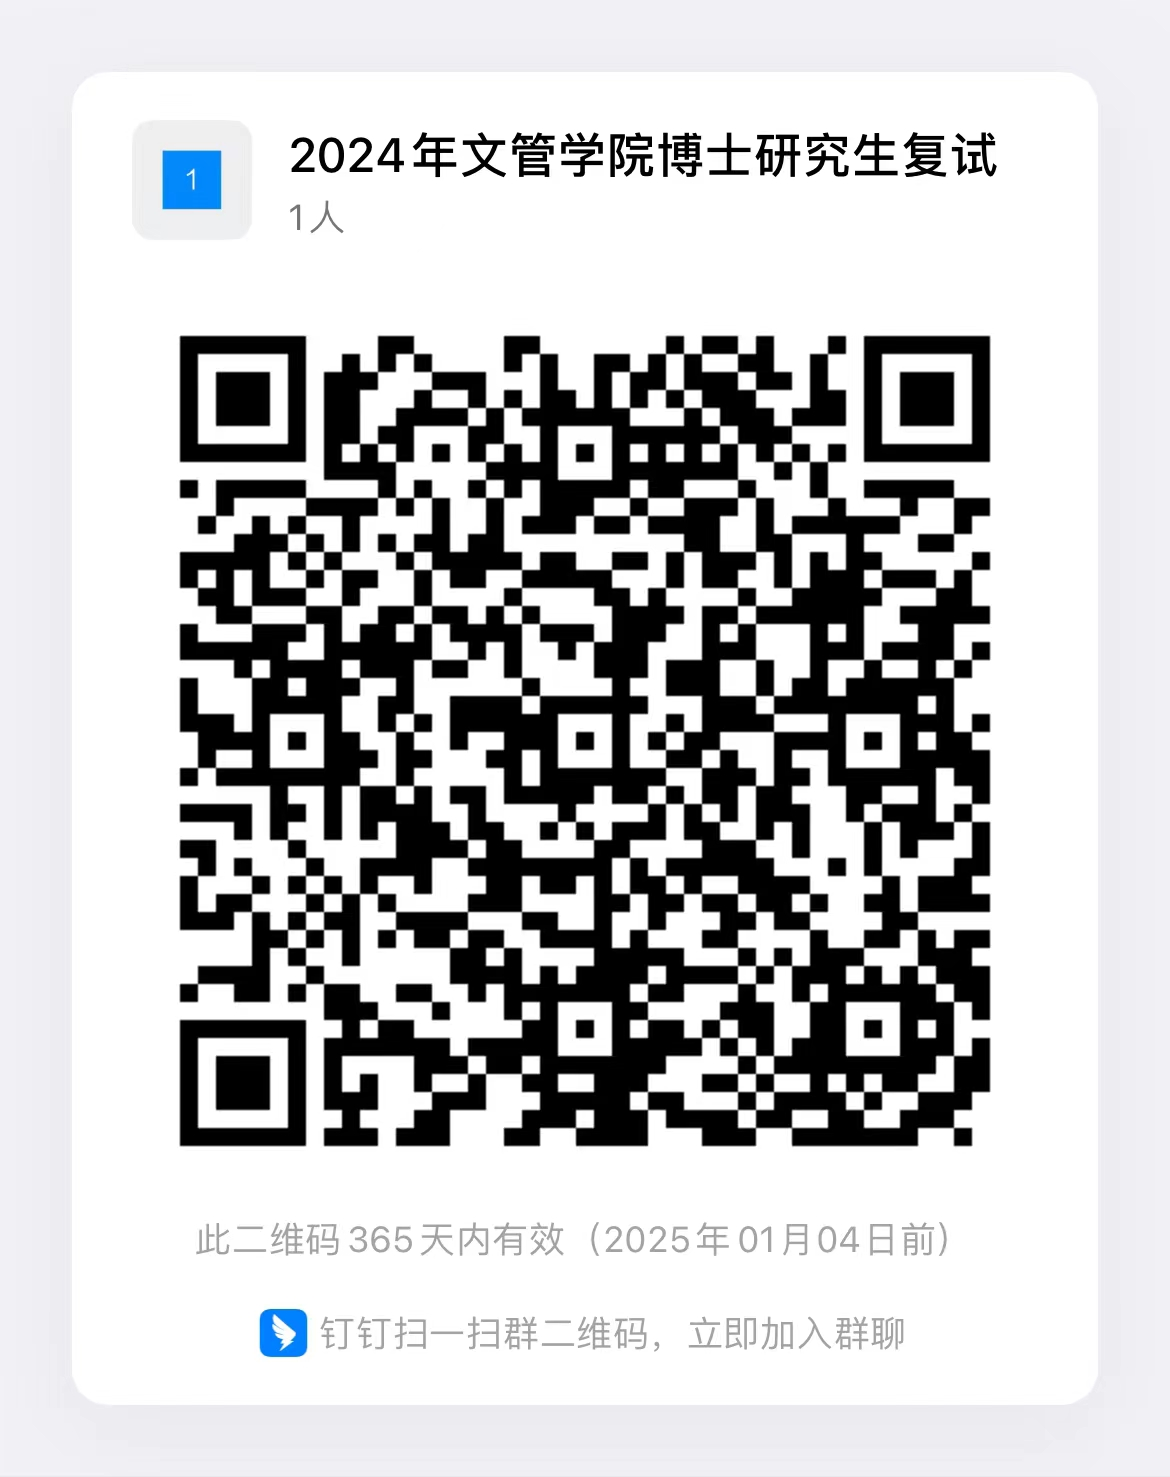 1
2024年文管学院博士研究生复试
1人
此二维码365天内有效（2025年01月04日前）
钉钉扫一扫群二维码，立即加入群聊